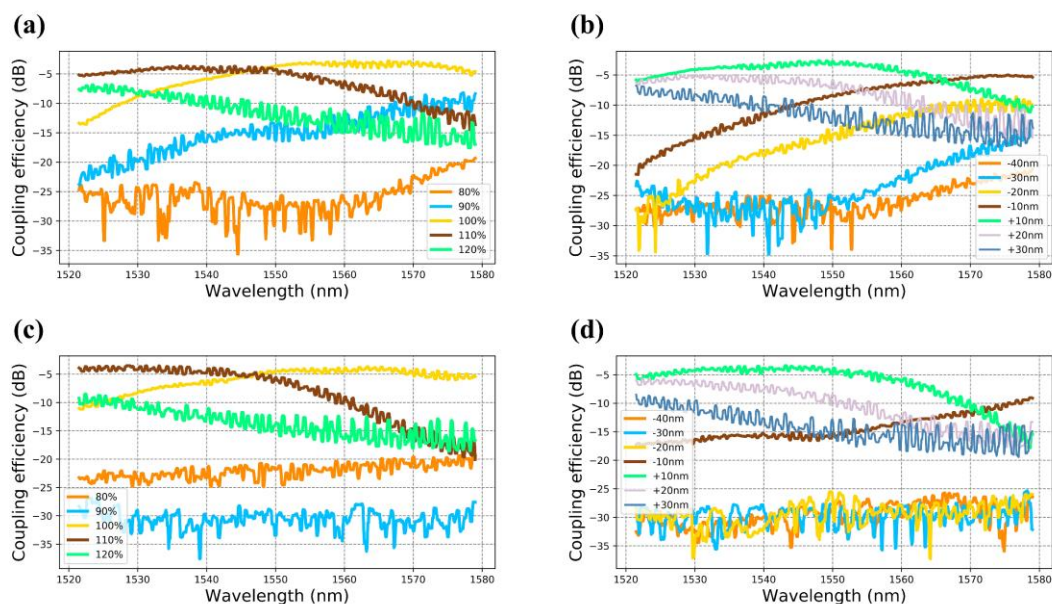 (a)
Coupling efficiency (dB)
−5
−10
−15
−20
−25
−30
−35
1520 1530 1540 1550 1560 1570 1580
Wavelength (nm)
80%
90%
100%
110%
120%
(b)
Coupling efficiency (dB)
−5
−10
−15
−20
−25
−30
−35
1520 1530 1540 1550 1560 1570 1580
Wavelength (nm)
-40nm
-30nm
-20nm
-10nm
+10nm
+20nm
+30nm
(c)
Coupling efficiency (dB)
−5
−10
−15
−20
−25
−30
−35
1520 1530 1540 1550 1560 1570 1580
Wavelength (nm)
80%
90%
100%
110%
120%
(d)
Coupling efficiency (dB)
−5
−10
−15
−20
−25
−30
−35
1520 1530 1540 1550 1560 1570 1580
Wavelength (nm)
-40nm
-30nm
-20nm
-10nm
+10nm
+20nm
+30nm